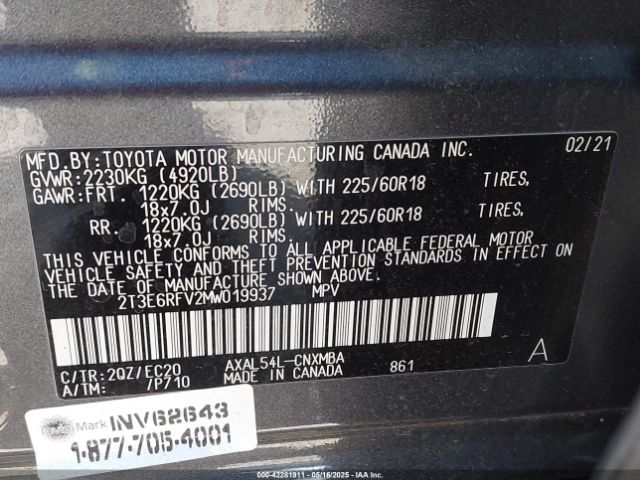 MFD.BY:TOYOTA MOTOR MANUFACTURING CANADA INC. 02/21
GVWR:2230KG (4920LB)
GAWR:FRT. 1220KG (2690LB) WITH 225/60R18 TIRES,
18x7.0J RIMS.
RR. 1220KG (2690LB) WITH 225/60R18 TIRES,
18x7.0J RIMS.
THIS VEHICLE CONFORMS TO ALL APPLICABLE FEDERAL MOTOR
VEHICLE SAFETY AND THEFT PREVENTION STANDARDS IN EFFECT ON
THE DATE OF MANUFACTURE SHOWN ABOVE.
2T3E6RFV2MW019937 MPV
C/TR:2QZ/EC20 AXAL54L-CNXMBA 861 A
A/TM: /P710 MADE IN CANADA
Mark INV62643
1-877-705-4001
000-42281911 - 05/16/2025 - IAAI